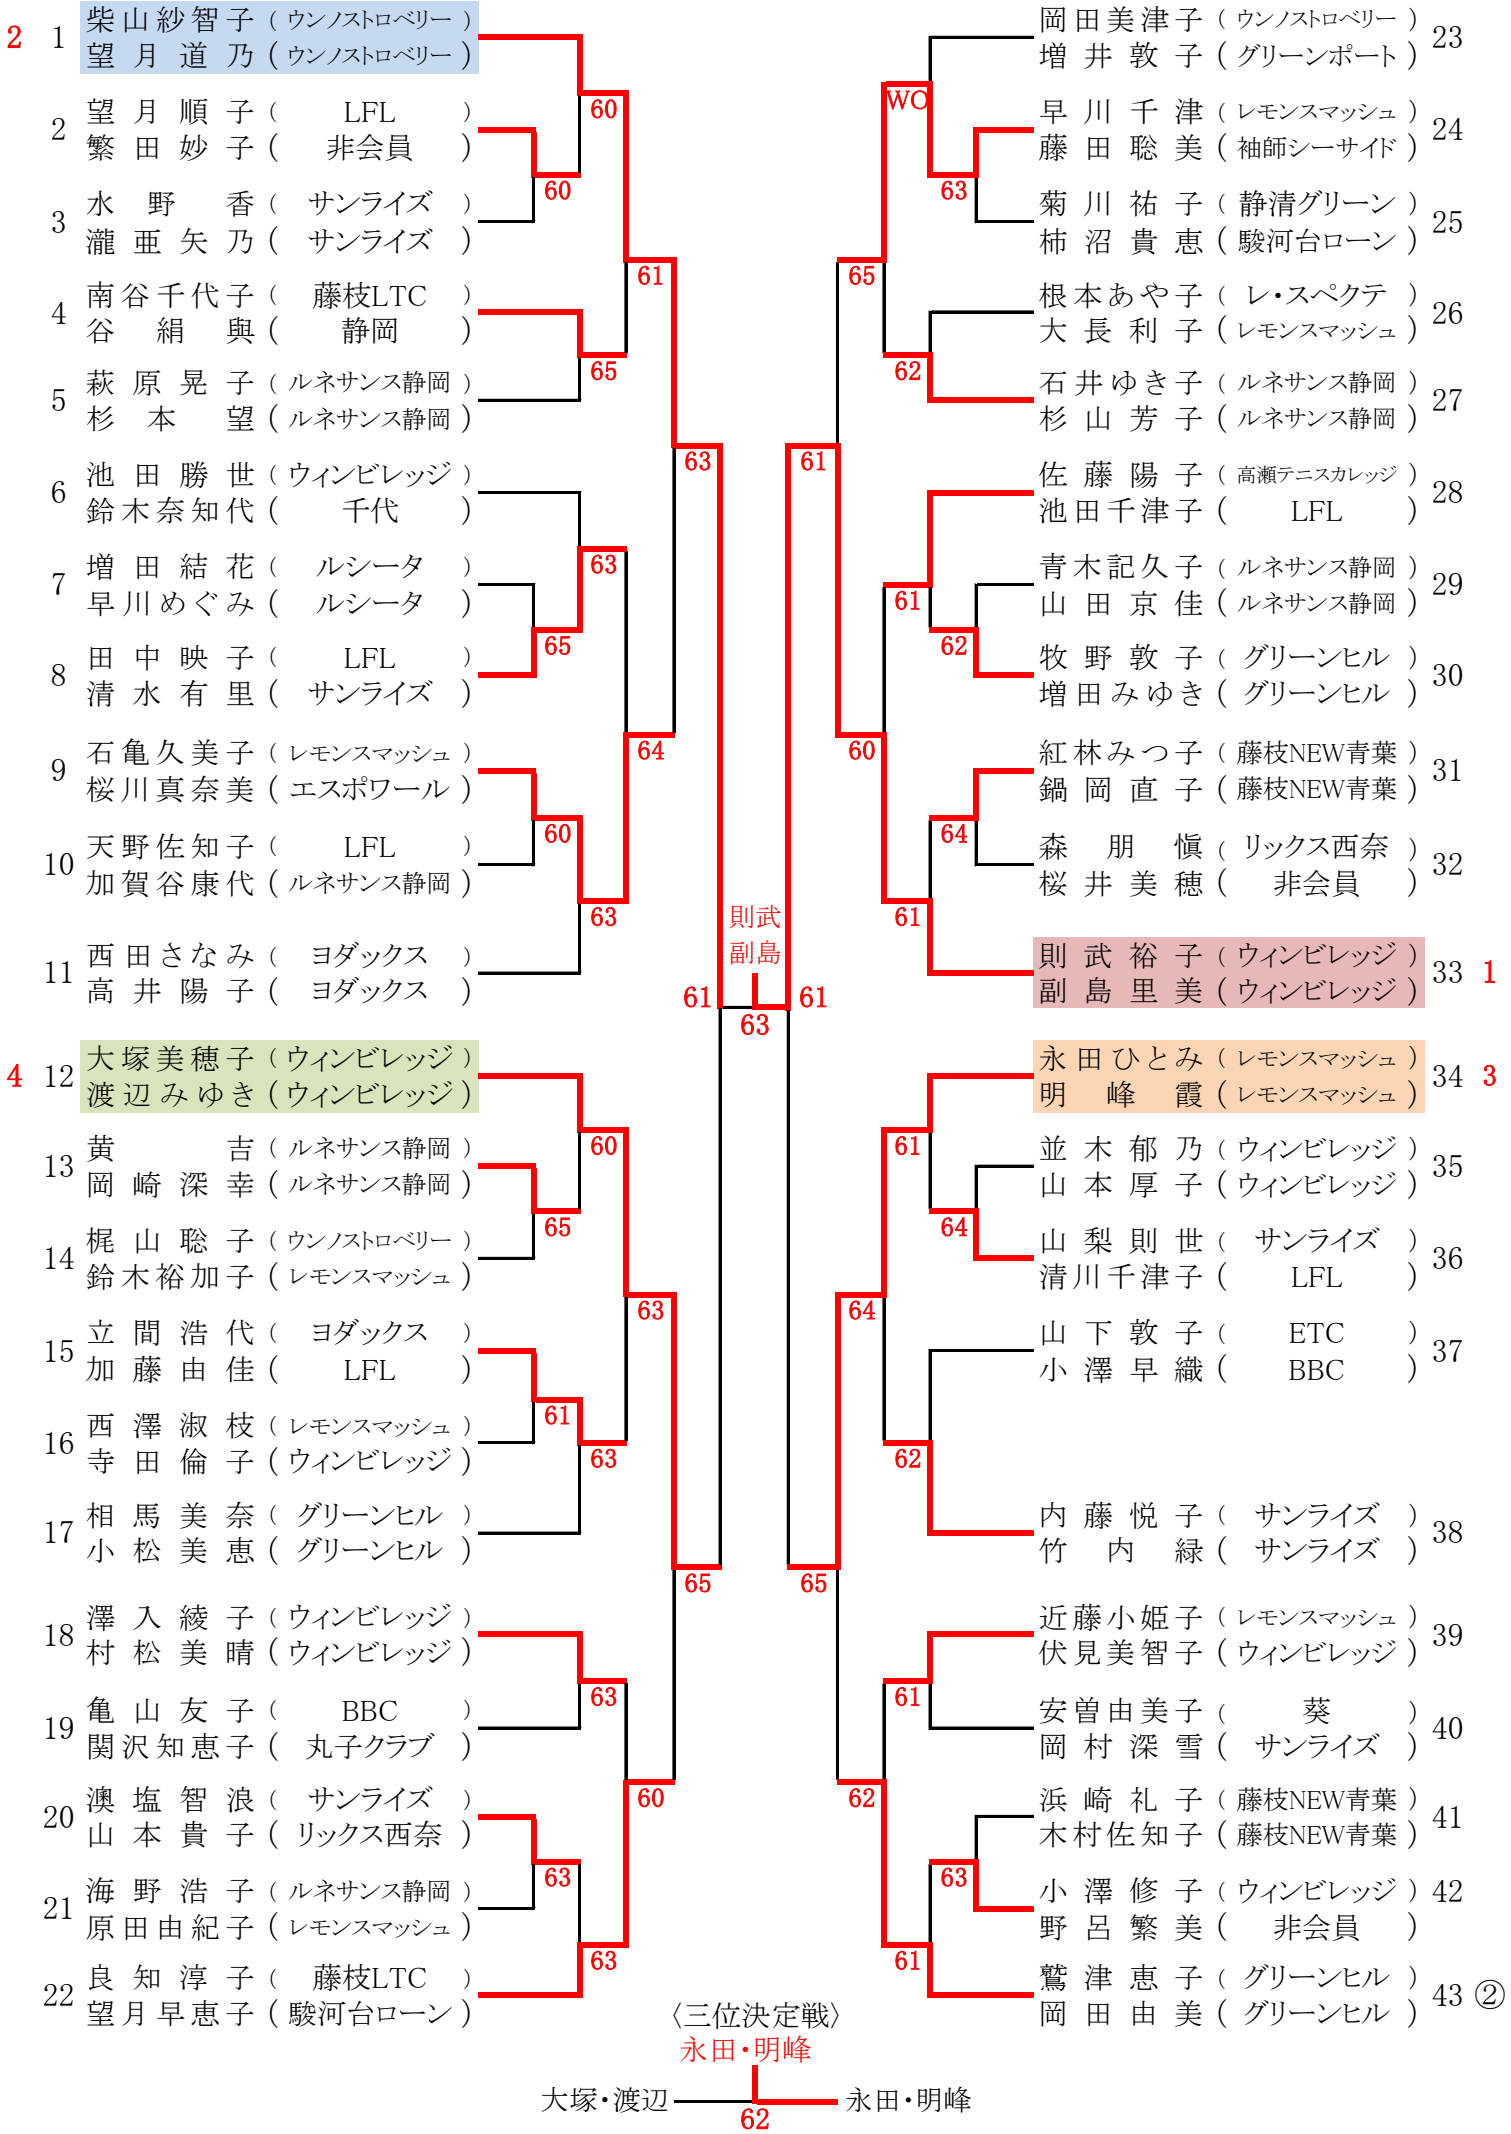 2 1 柴山紗智子 ( ウンノストロベリー )
望月道乃 ( ウンノストロベリー )
2 望月順子 ( LFL )
繁田妙子 ( 非会員 )
3 水野香 ( サンライズ )
瀧亜矢乃 ( サンライズ )
4 南谷千代子 ( 藤枝LTC )
谷絹與 ( 静岡 )
5 萩原晃子 ( ルネサンス静岡 )
杉本望 ( ルネサンス静岡 )
6 池田勝世 ( ウィンビレッジ )
鈴木奈知代 ( 千代 )
7 増田結花 ( ルシータ )
早川めぐみ ( ルシータ )
8 田中映子 ( LFL )
清水有里 ( サンライズ )
9 石亀久美子 ( レモンスマッシュ )
桜川真奈美 ( エスポワール )
10 天野佐知子 ( LFL )
加賀谷康代 ( ルネサンス静岡 )
11 西田さなみ ( ヨダックス )
高井陽子 ( ヨダックス )
4 12 大塚美穂子 ( ウィンビレッジ )
渡辺みゆき ( ウィンビレッジ )
13 黄吉 ( ルネサンス静岡 )
岡崎深幸 ( ルネサンス静岡 )
14 梶山聡子 ( ウンノストロベリー )
鈴木裕加子 ( レモンスマッシュ )
15 立間浩代 ( ヨダックス )
加藤由佳 ( LFL )
16 西澤淑枝 ( レモンスマッシュ )
寺田倫子 ( ウィンビレッジ )
17 相馬美奈 ( グリーンヒル )
小松美恵 ( グリーンヒル )
18 澤入綾子 ( ウィンビレッジ )
村松美晴 ( ウィンビレッジ )
19 亀山友子 ( BBC )
関沢知恵子 ( 丸子クラブ )
20 澳塩智浪 ( サンライズ )
山本貴子 ( リックス西奈 )
21 海野浩子 ( ルネサンス静岡 )
原田由紀子 ( レモンスマッシュ )
22 良知淳子 ( 藤枝LTC )
望月早恵子 ( 駿河台ローン )
60
60
61
65
63
63
65
64
60
63
61
60
65
63
61
63
65
63
60
63
63
則武
副島
63
WO
63
65
62
61
61
62
60
64
61
61
61
64
64
62
65
61
62
63
61
岡田美津子 ( ウンノストロベリー ) 23
増井敦子 ( グリーンポート )
早川千津 ( レモンスマッシュ ) 24
藤田聡美 ( 袖師シーサイド )
菊川祐子 ( 静清グリーン ) 25
柿沼貴恵 ( 駿河台ローン )
根本あや子 ( レ・スペクテ ) 26
大長利子 ( レモンスマッシュ )
石井ゆき子 ( ルネサンス静岡 ) 27
杉山芳子 ( ルネサンス静岡 )
佐藤陽子 ( 高瀬テニスカレッジ ) 28
池田千津子 ( LFL )
青木記久子 ( ルネサンス静岡 ) 29
山田京佳 ( ルネサンス静岡 )
牧野敦子 ( グリーンヒル ) 30
増田みゆき ( グリーンヒル )
紅林みつ子 ( 藤枝NEW青葉 ) 31
鍋岡直子 ( 藤枝NEW青葉 )
森朋愼 ( リックス西奈 ) 32
桜井美穂 ( 非会員 )
則武裕子 ( ウィンビレッジ ) 33 1
副島里美 ( ウィンビレッジ )
永田ひとみ ( レモンスマッシュ ) 34 3
明峰霞 ( レモンスマッシュ )
並木郁乃 ( ウィンビレッジ ) 35
山本厚子 ( ウィンビレッジ )
山梨則世 ( サンライズ ) 36
清川千津子 ( LFL )
山下敦子 ( ETC ) 37
小澤早織 ( BBC )
内藤悦子 ( サンライズ ) 38
竹内緑 ( サンライズ )
近藤小姫子 ( レモンスマッシュ ) 39
伏見美智子 ( ウィンビレッジ )
安曽由美子 ( 葵 ) 40
岡村深雪 ( サンライズ )
浜崎礼子 ( 藤枝NEW青葉 ) 41
木村佐知子 ( 藤枝NEW青葉 )
小澤修子 ( ウィンビレッジ ) 42
野呂繁美 ( 非会員 )
鷲津恵子 ( グリーンヒル ) 43 ②
岡田由美 ( グリーンヒル )
〈三位決定戦〉
永田・明峰
大塚・渡辺 永田・明峰
62